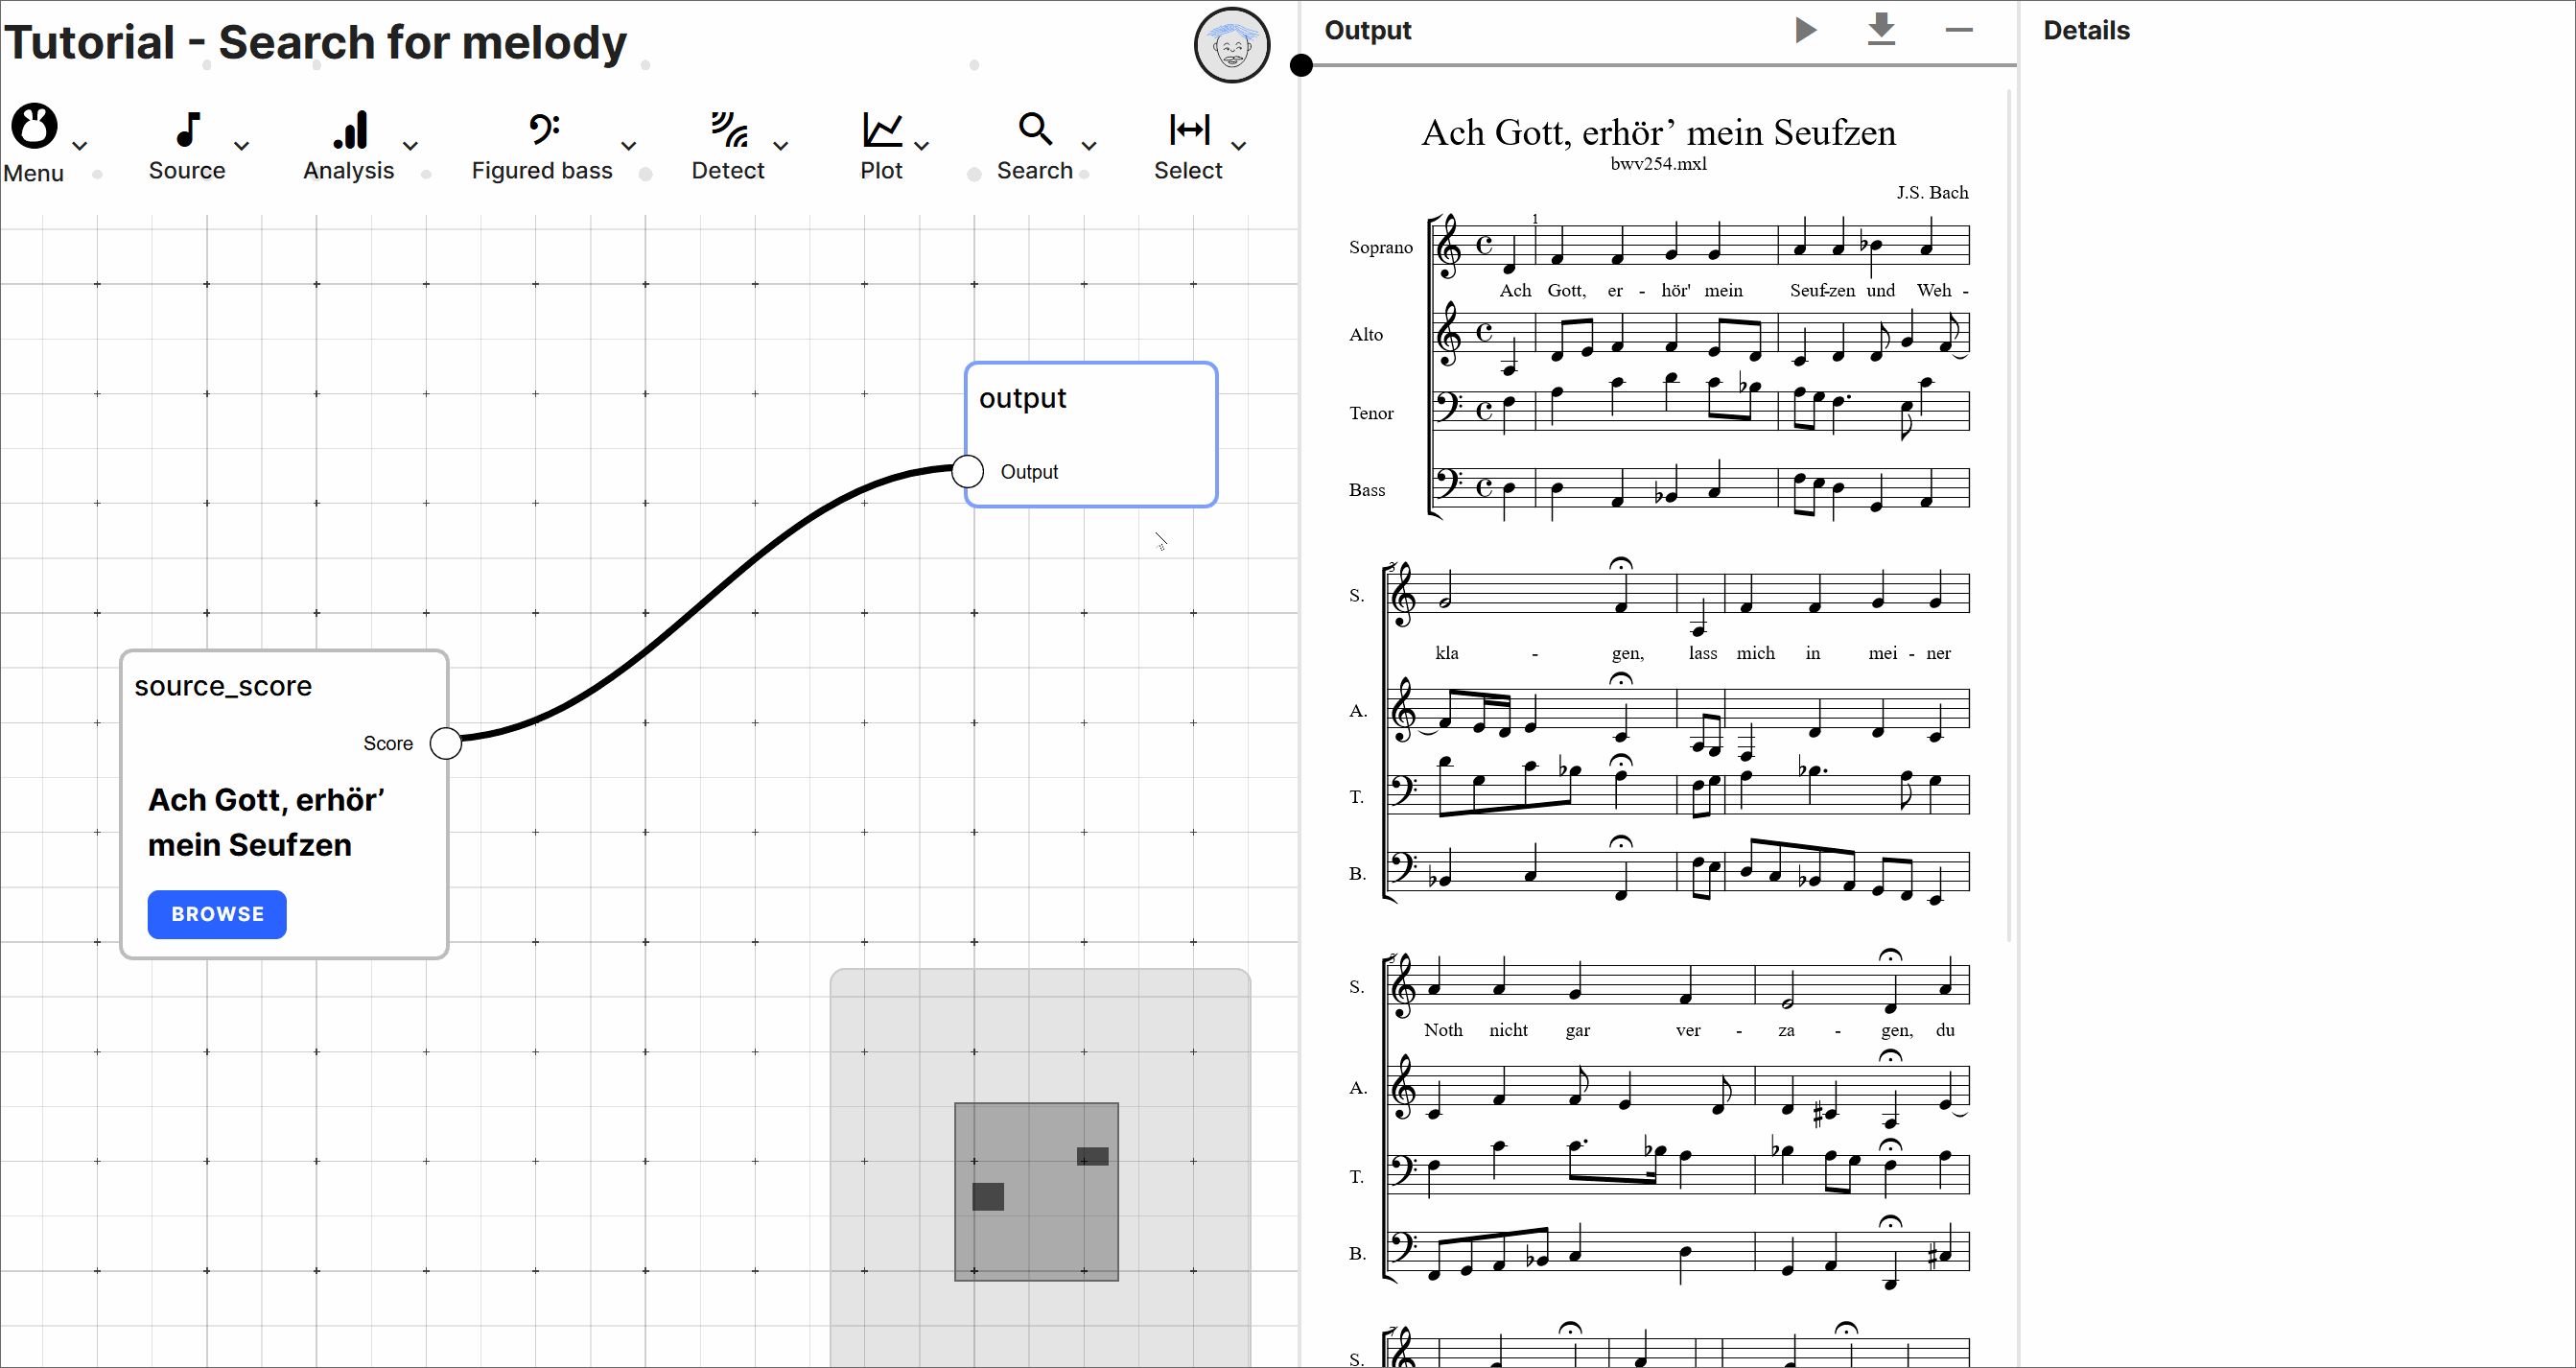 Tutorial - Search for melody
Menu
Source
Analysis
Figured bass
Detect
Plot
Search
Select
output
Output
source_score
Score
Ach Gott, erhör’
mein Seufzen
BROWSE
Output
Ach Gott, erhör’ mein Seufzen
bwv254.mxl
J.S. Bach
1
Soprano
Ach Gott, er - hör' mein Seuf-zen und Weh -
Alto
Tenor
Bass
3
S.
kla - gen, lass mich in mei - ner
A.
T.
B.
5
S.
Noth nicht gar ver - za - gen, du
A.
T.
B.
7
S.
Details